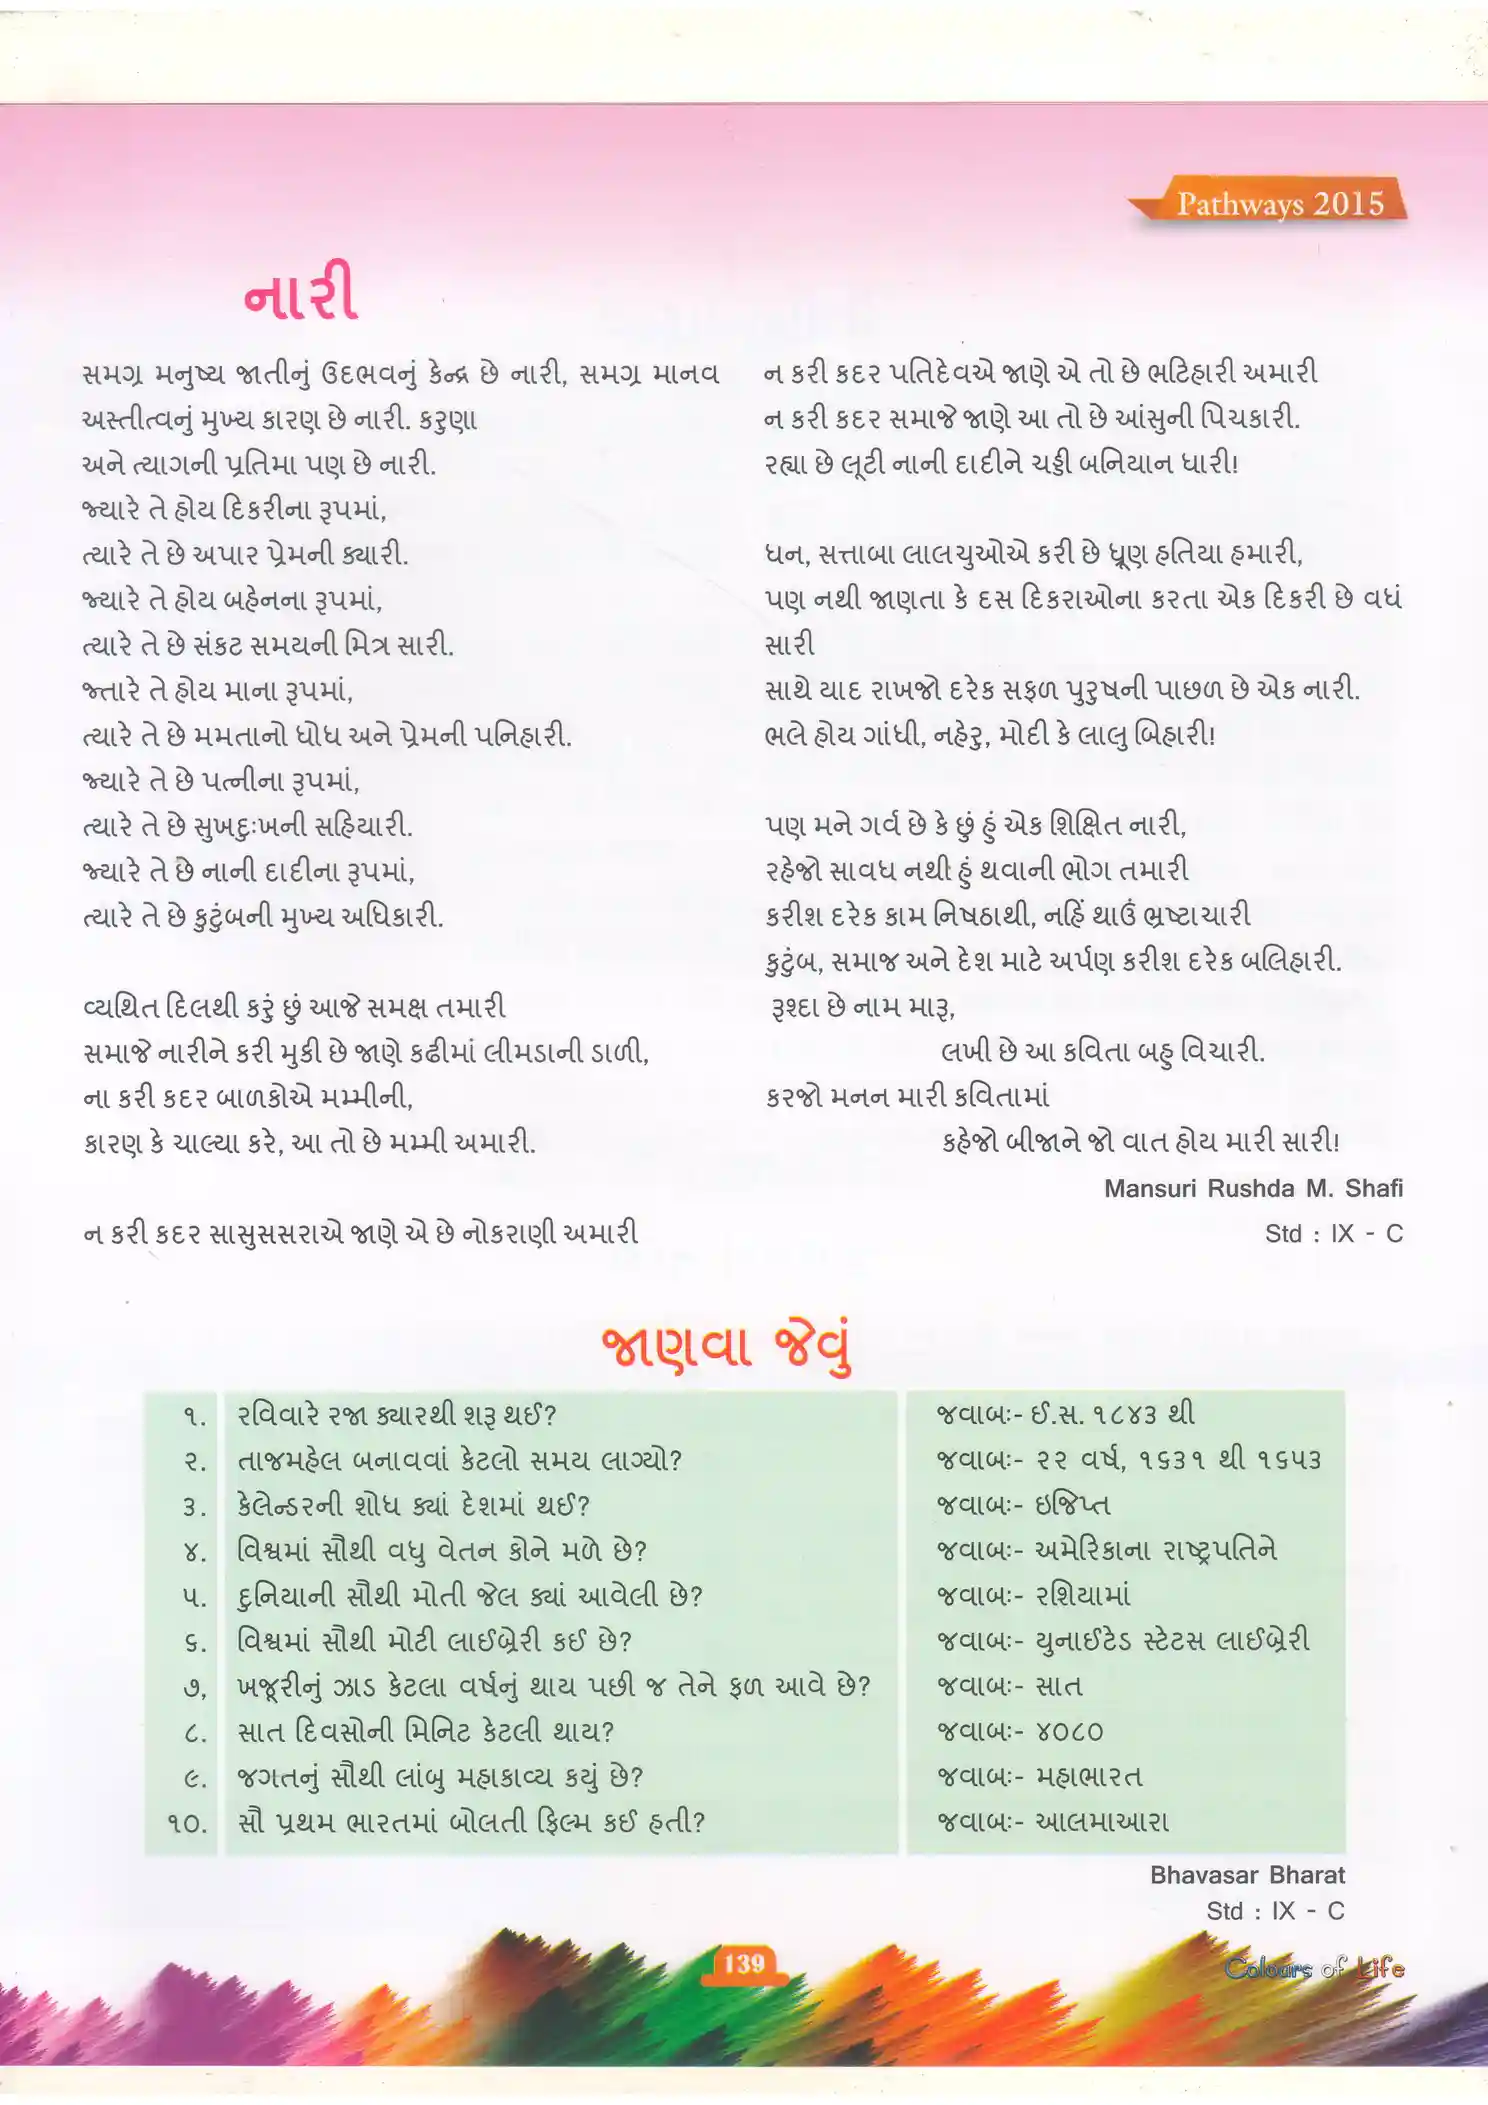 Pathways 2015
નારી
સમગ્ર મનુષ્ય જાતીનું ઉદભવનું કેન્દ્ર છે નારી, સમગ્ર માનવ
અસ્તીત્વનું મુખ્ય કારણ છે નારી. કરુણા
અને ત્યાગની પ્રતિમા પણ છે નારી.
જ્યારે તે હોય દિકરીના રૂપમાં,
ત્યારે તે છે અપાર પ્રેમની ક્યારી.
જ્યારે તે હોય બહેનના રૂપમાં,
ત્યારે તે છે સંકટ સમયની મિત્ર સારી.
જ્તારે તે હોય માના રૂપમાં,
ત્યારે તે છે મમતાનો ધોધ અને પ્રેમની પનિહારી.
જ્યારે તે છે પત્નીના રૂપમાં,
ત્યારે તે છે સુખદુઃખની સહિયારી.
જ્યારે તે છે નાની દાદીના રૂપમાં,
ત્યારે તે છે કુટુંબની મુખ્ય અધિકારી.
વ્યથિત દિલથી કરું છું આજે સમક્ષ તમારી
સમાજે નારીને કરી મુકી છે જાણે કઢીમાં લીમડાની ડાળી,
ના કરી કદર બાળકોએ મમ્મીની,
કારણ કે ચાલ્યા કરે, આ તો છે મમ્મી અમારી.
ન કરી કદર સાસુસસરાએ જાણે એ છે નોકરાણી અમારી
ન કરી કદર પતિદેવએ જાણે એ તો છે ભટિહારી અમારી
ન કરી કદર સમાજે જાણે આ તો છે આંસુની પિચકારી.
રહ્યા છે લૂટી નાની દાદીને ચડ્ડી બનિયાન ધારી!
ધન, સત્તાબા લાલચુઓએ કરી છે ધ્રૂણ હતિયા હમારી,
પણ નથી જાણતા કે દસ દિકરાઓના કરતા એક દિકરી છે વધં
સારી
સાથે યાદ રાખજો દરેક સફળ પુરુષની પાછળ છે એક નારી.
ભલે હોય ગાંધી, નહેરુ, મોદી કે લાલુ બિહારી!
પણ મને ગર્વ છે કે છું હું એક શિક્ષિત નારી,
રહેજો સાવધ નથી હું થવાની ભોગ તમારી
કરીશ દરેક કામ નિષઠાથી, નહિં થાઉં ભ્રષ્ટાચારી
કુટુંબ, સમાજ અને દેશ માટે અર્પણ કરીશ દરેક બલિહારી.
રૂશ્દા છે નામ મારૂ,
લખી છે આ કવિતા બહુ વિચારી.
કરજો મનન મારી કવિતામાં
કહેજો બીજાને જો વાત હોય મારી સારી!
Mansuri Rushda M. Shafi
Std : IX - C
જાણવા જેવું
૧. રવિવારે રજા ક્યારથી શરૂ થઈ? જવાબઃ- ઈ.સ. ૧૮૪૩ થી
૨. તાજમહેલ બનાવવાં કેટલો સમય લાગ્યો? જવાબઃ- ૨૨ વર્ષ, ૧૬૩૧ થી ૧૬૫૩
૩. કેલેન્ડરની શોધ ક્યાં દેશમાં થઈ? જવાબઃ- ઇજિપ્ત
૪. વિશ્વમાં સૌથી વધુ વેતન કોને મળે છે? જવાબઃ- અમેરિકાના રાષ્ટ્રપતિને
૫. દુનિયાની સૌથી મોતી જેલ ક્યાં આવેલી છે? જવાબઃ- રશિયામાં
૬. વિશ્વમાં સૌથી મોટી લાઈબ્રેરી કઈ છે? જવાબઃ- યુનાઈટેડ સ્ટેટસ લાઈબ્રેરી
૭, ખજૂરીનું ઝાડ કેટલા વર્ષનું થાય પછી જ તેને ફળ આવે છે? જવાબઃ- સાત
૮. સાત દિવસોની મિનિટ કેટલી થાય? જવાબઃ- ૪૦૮૦
૯. જગતનું સૌથી લાંબુ મહાકાવ્ય કયું છે? જવાબઃ- મહાભારત
૧૦. સૌ પ્રથમ ભારતમાં બોલતી ફિલ્મ કઈ હતી? જવાબઃ- આલમાઆરા
Bhavasar Bharat
Std : IX - C
139
Colours of Life